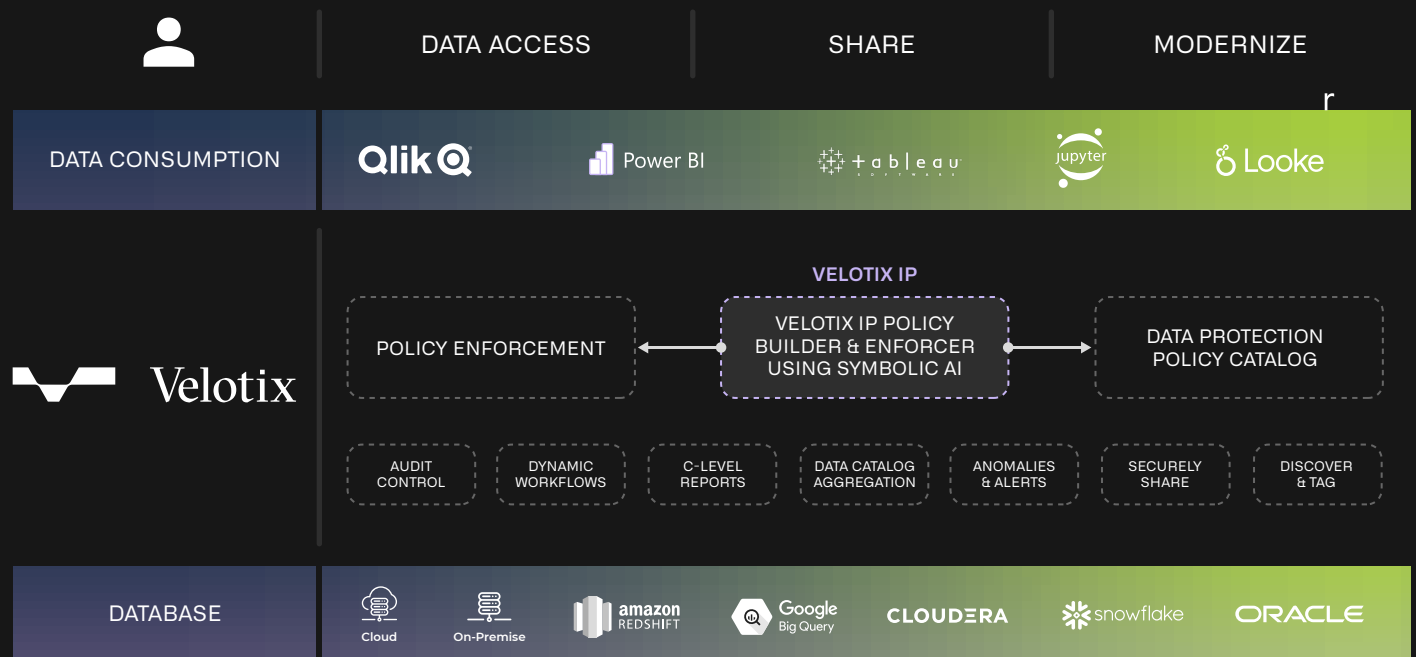 DATA ACCESS
SHARE
MODERNIZE
r
DATA CONSUMPTION
Qlik
Power BI
+ableau
SOFTWARE
jupyter
Looke
VELOTIX IP
POLICY ENFORCEMENT
VELOTIX IP POLICY
BUILDER & ENFORCER
USING SYMBOLIC AI
DATA PROTECTION
POLICY CATALOG
Velotix
AUDIT
CONTROL
DYNAMIC
WORKFLOWS
C-LEVEL
REPORTS
DATA CATALOG
AGGREGATION
ANOMALIES
& ALERTS
SECURELY
SHARE
DISCOVER
& TAG
DATABASE
Cloud
On-Premise
amazon
REDSHIFT
Google
Big Query
CLOUDERA
snowflake
ORACLE